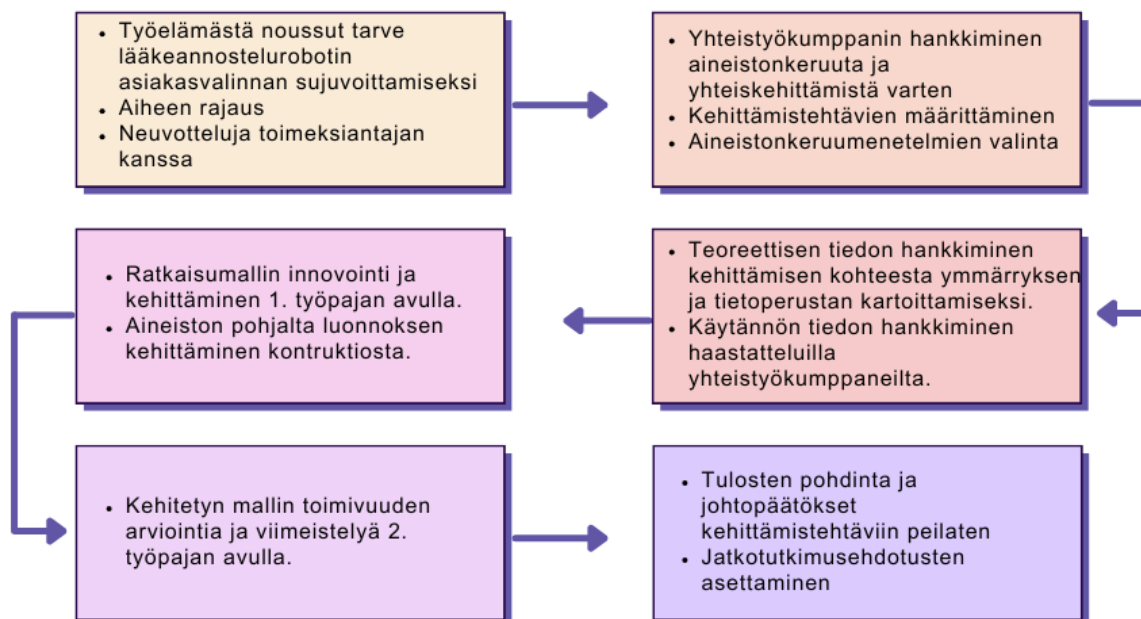 • Työelämästä noussut tarve
lääkeannostelurobotin
asiakasvalinnan sujuvoittamiseksi
• Aiheen rajaus
• Neuvotteluja toimeksiantajan
kanssa
• Yhteistyökumppanin hankkiminen
aineistonkeruuta ja
yhteiskehittämistä varten
• Kehittämistehtävien määrittäminen
• Aineistonkeruumenetelmien valinta
• Teoreettisen tiedon hankkiminen
kehittämisen kohteesta ymmärryksen
ja tietoperustan kartoittamiseksi.
• Käytännön tiedon hankkiminen
haastatteluilla
yhteistyökumppaneilta.
• Ratkaisumallin innovointi ja
kehittäminen 1. työpajan avulla.
• Aineiston pohjalta luonnoksen
kehittäminen kontruktiosta.
• Kehitetyn mallin toimivuuden
arviointia ja viimeistelyä 2.
työpajan avulla.
• Tulosten pohdinta ja
johtopäätökset
kehittämistehtäviin peilaten
• Jatkotutkimusehdotusten
asettaminen